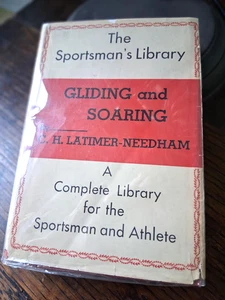 The
Sportsman's Library
GLIDING and
SOARING
C. H. LATIMER-NEEDHAM
A
Complete Library
for the
Sportsman and Athlete